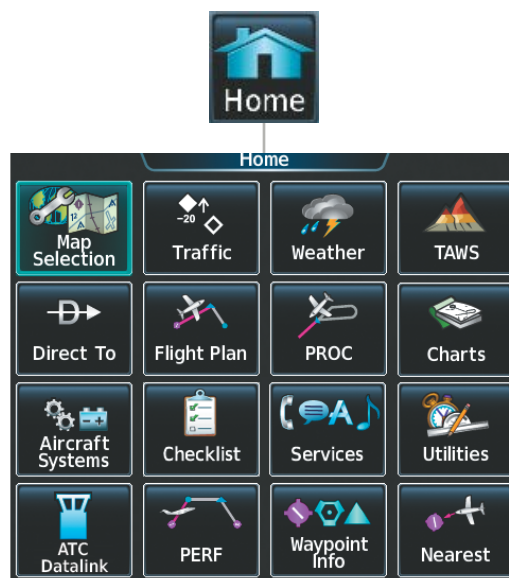 Home
Home
Map
Selection
-20
Traffic
Weather
TAWS
Direct To
Flight Plan
PROC
Charts
Aircraft
Systems
Checklist
Services
Utilities
ATC
Datalink
PERF
Waypoint
Info
Nearest